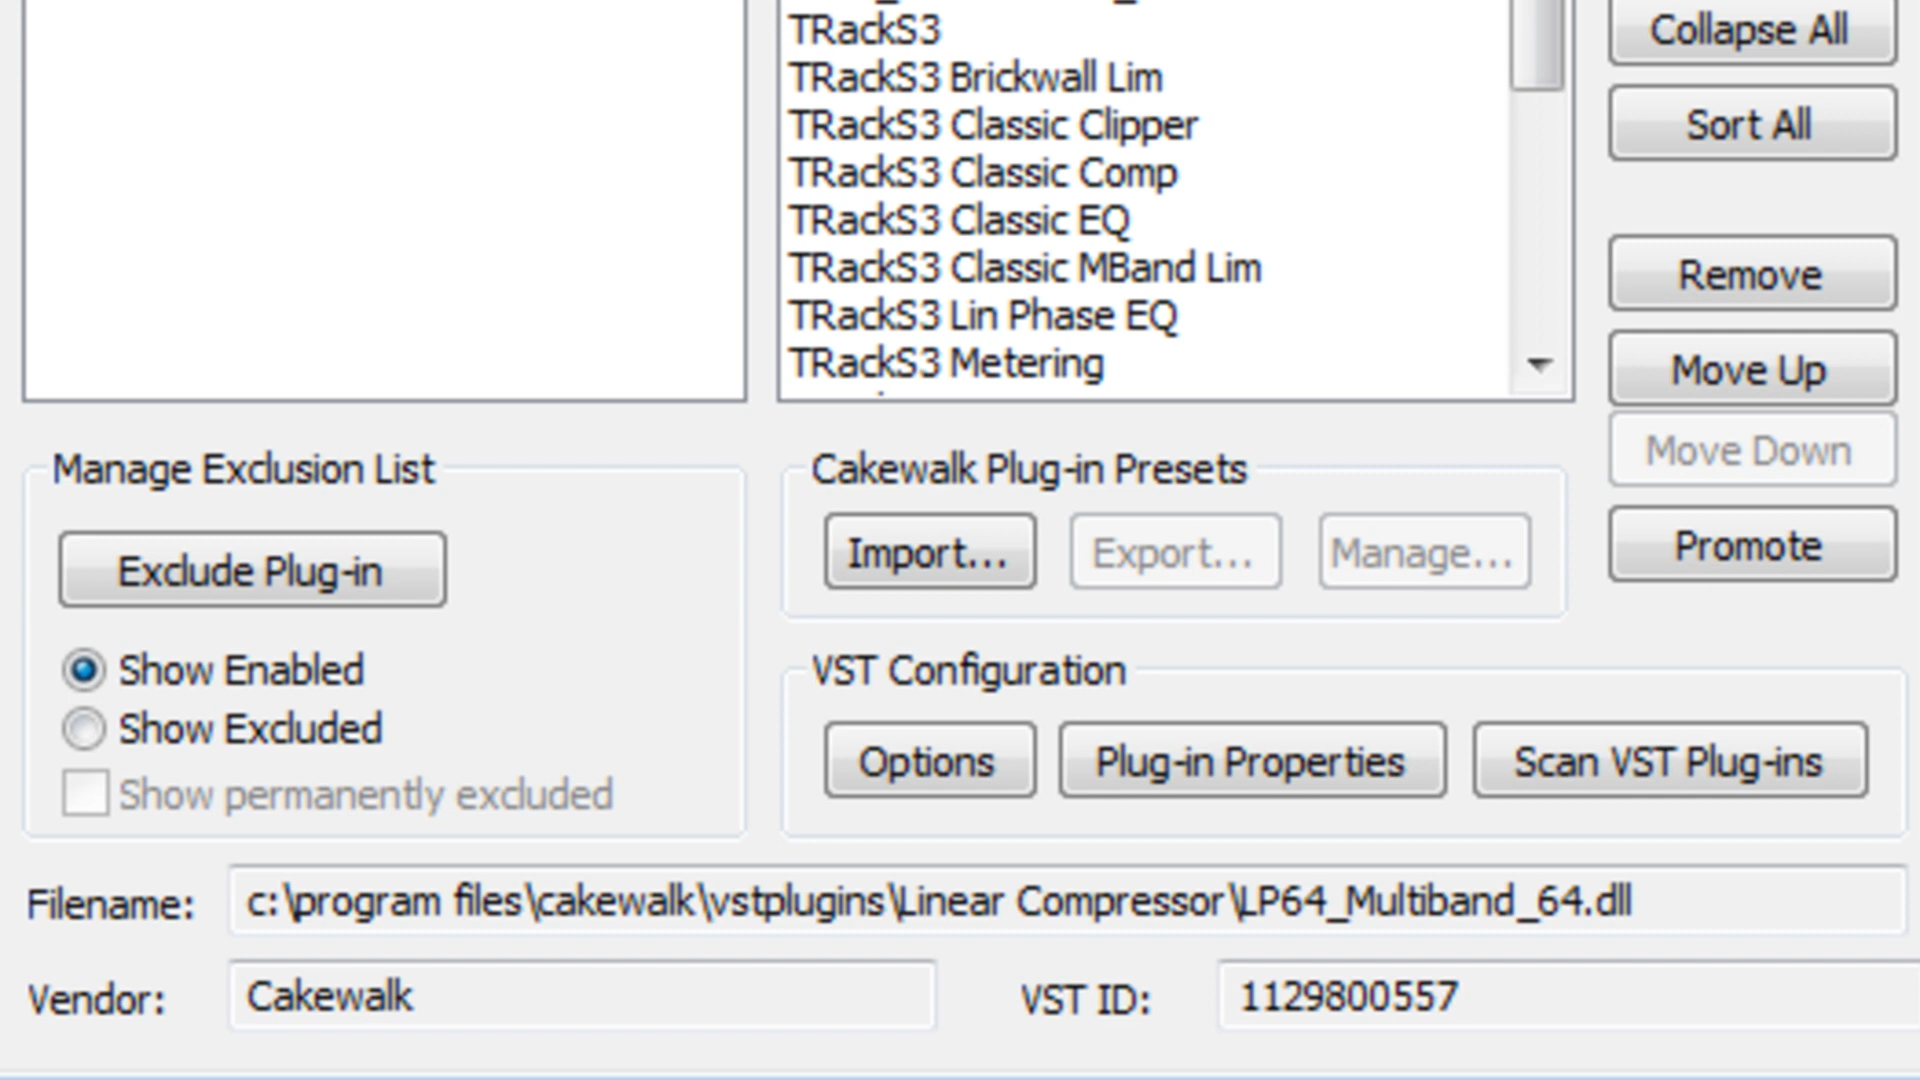 TRackS3
TRackS3 Brickwall Lim
TRackS3 Classic Clipper
TRackS3 Classic Comp
TRackS3 Classic EQ
TRackS3 Classic MBand Lim
TRackS3 Lin Phase EQ
TRackS3 Metering
Collapse All
Sort All
Remove
Move Up
Move Down
Promote
Manage Exclusion List
Exclude Plug-in
Show Enabled
Show Excluded
Show permanently excluded
Cakewalk Plug-in Presets
Import... Export... Manage...
VST Configuration
Options Plug-in Properties Scan VST Plug-ins
Filename: c:\program files\cakewalk\vstplugins\Linear Compressor\LP64_Multiband_64.dll
Vendor: Cakewalk VST ID: 1129800557